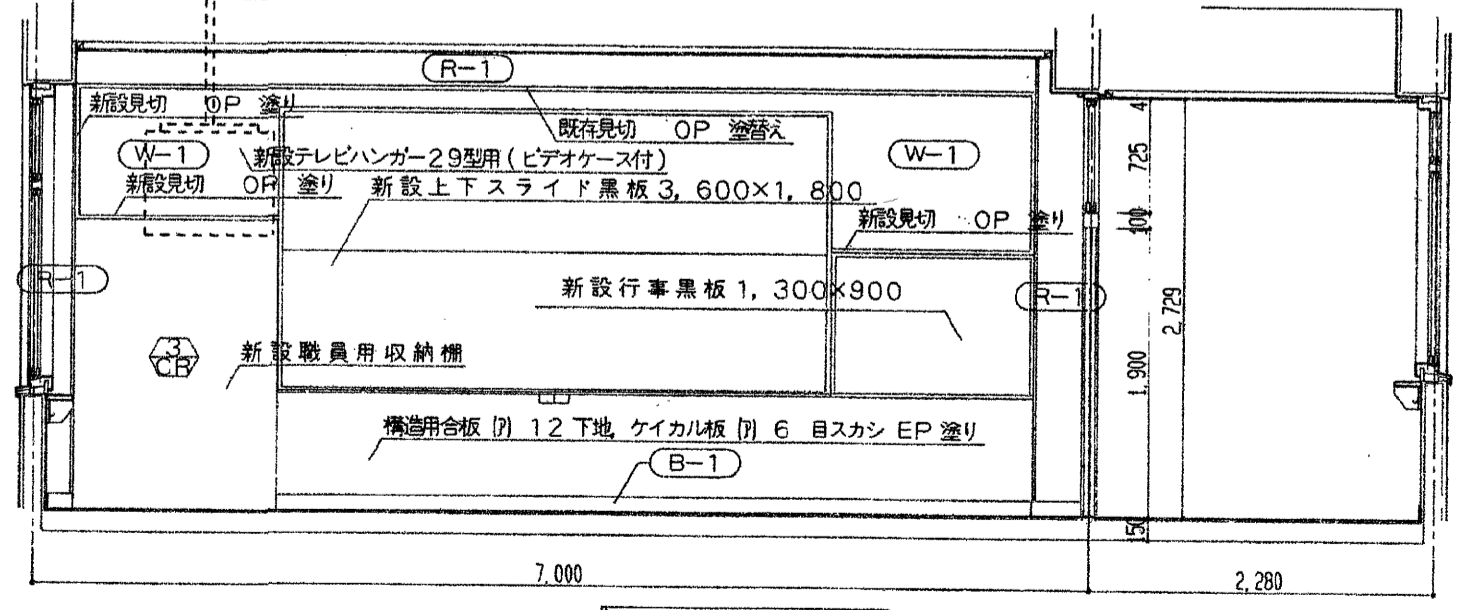 R-1
新設見切 OP 塗り
既存見切 OP 塗替え
W-1
新設テレビハンガー29型用(ビデオケース付)
W-1
新設見切 OP 塗り
新設上下スライド黒板3,600×1,800
新設見切 OP 塗り
R-1
新設行事黒板1,300×900
R-1
3
CR
新設職員用収納棚
構造用合板(ア)12下地,ケイカル板(ア)6 目スカシ EP塗り
B-1
4
725
100
2,729
1,900
150
7,000
2,280